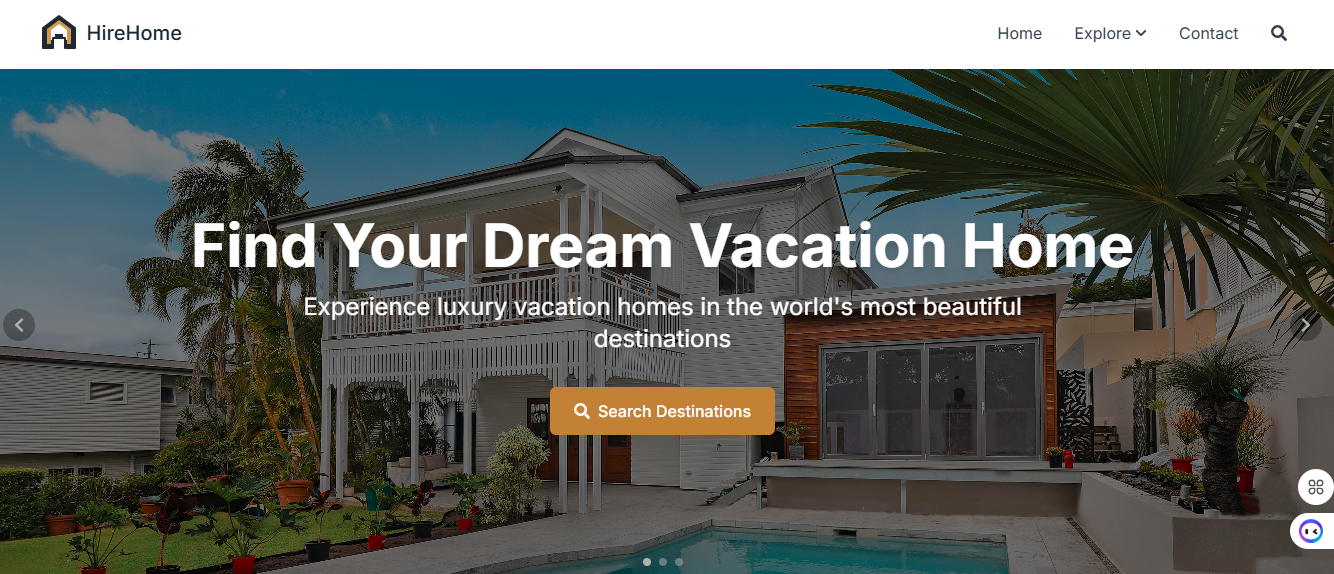 HireHome
Home
Explore
Contact
Find Your Dream Vacation Home
Experience luxury vacation homes in the world's most beautiful
destinations
Search Destinations